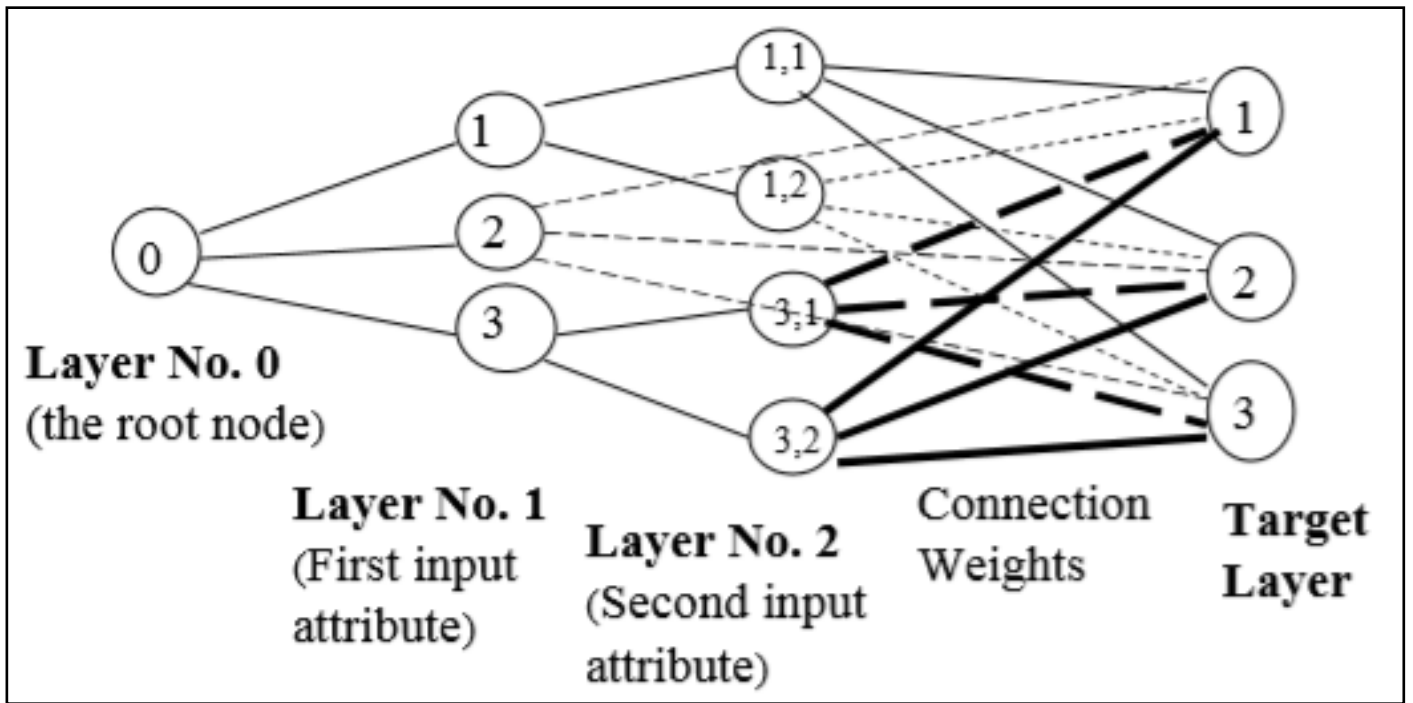 1,1
1
1
1,2
2
0
2
3,1
3
Layer No. 0
(the root node)
3
3,2
Layer No. 1
(First input
attribute)
Layer No. 2
(Second input
attribute)
Connection
Weights
Target
Layer